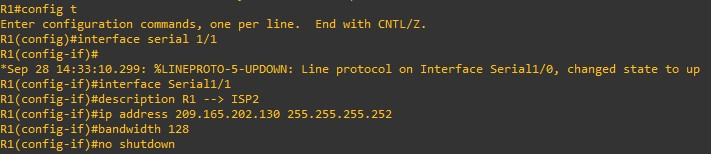 R1#config t
Enter configuration commands, one per line.  End with CNTL/Z.
R1(config)#interface serial 1/1
R1(config-if)#
*Sep 28 14:33:10.299: %LINEPROTO-5-UPDOWN: Line protocol on Interface Serial1/0, changed state to up
R1(config-if)#interface Serial1/1
R1(config-if)#description R1 --> ISP2
R1(config-if)#ip address 209.165.202.130 255.255.255.252
R1(config-if)#bandwidth 128
R1(config-if)#no shutdown